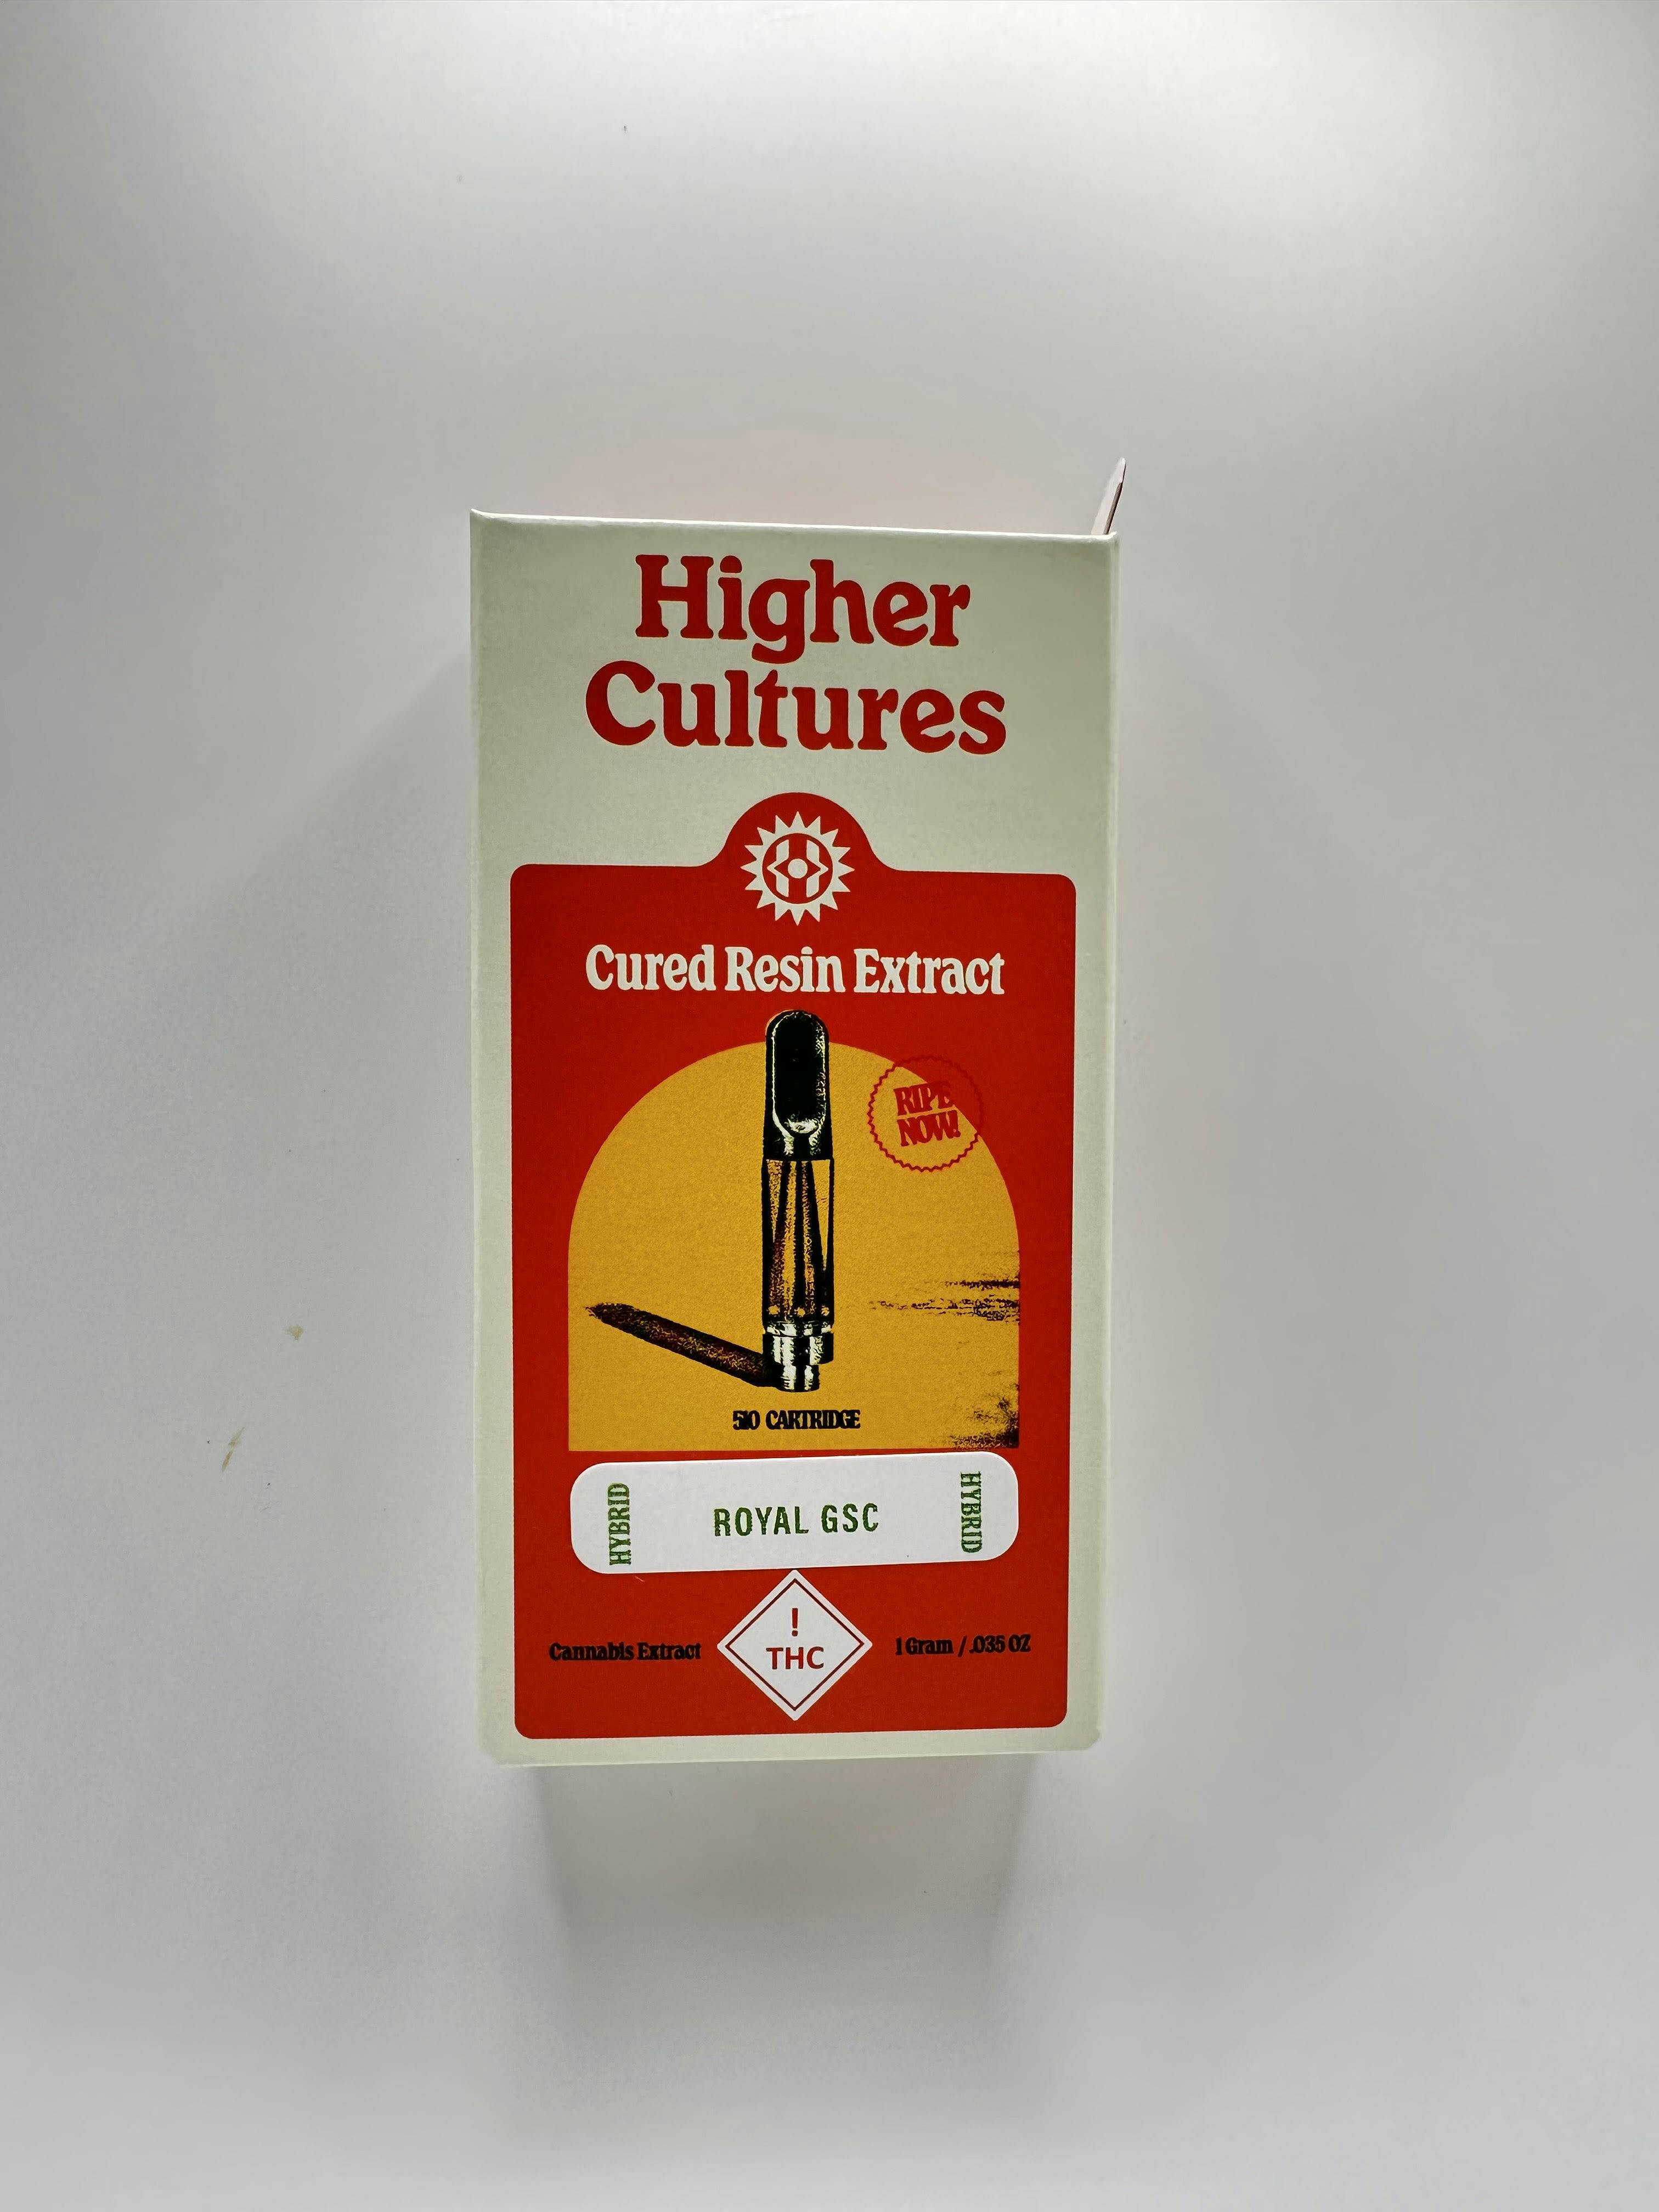 Higher
Cultures
Cured Resin Extract
RIPE
NOW!
510 CARTRIDGE
HYBRID
ROYAL GSC
HYBRID
!
THC
Cannabis Extract
1 Gram / .035 OZ